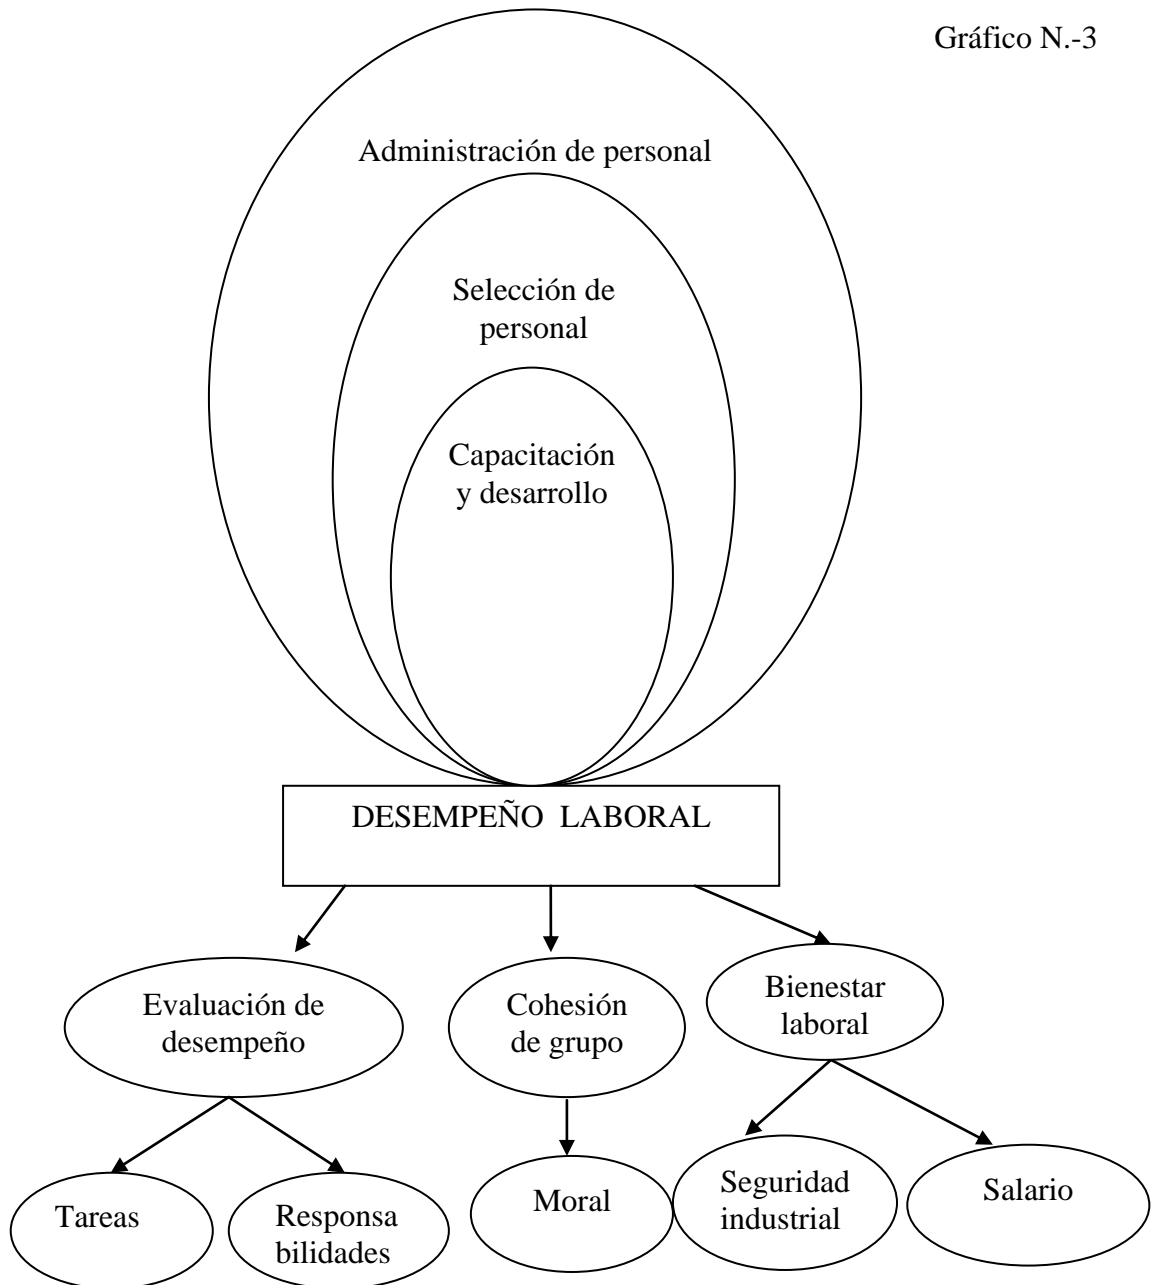 Gráfico N.-3
Administración de personal
Selección de
personal
Capacitación
y desarrollo
DESEMPEÑO  LABORAL
Evaluación de
desempeño
Cohesión
de grupo
Bienestar
laboral
Tareas
Responsa
bilidades
Moral
Seguridad
industrial
Salario